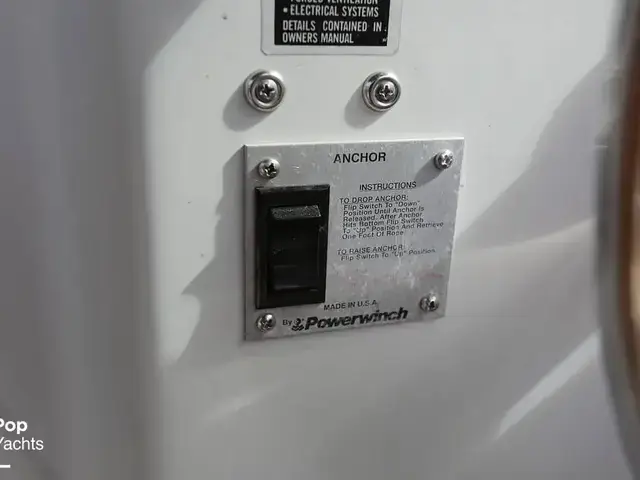 FORCED VENTILATION
• ELECTRICAL SYSTEMS
DETAILS CONTAINED IN
OWNERS MANUAL
ANCHOR
INSTRUCTIONS
TO DROP ANCHOR:
Flip Switch To "Down"
Position Until Anchor Is
Released. After Anchor
Hits Bottom Flip Switch
To "Up" Position And Remove
One Foot Of Rope.
TO RAISE ANCHOR:
Flip Switch To "Up" Position.
MADE IN U.S.A.
By Powerwinch
Pop
Yachts